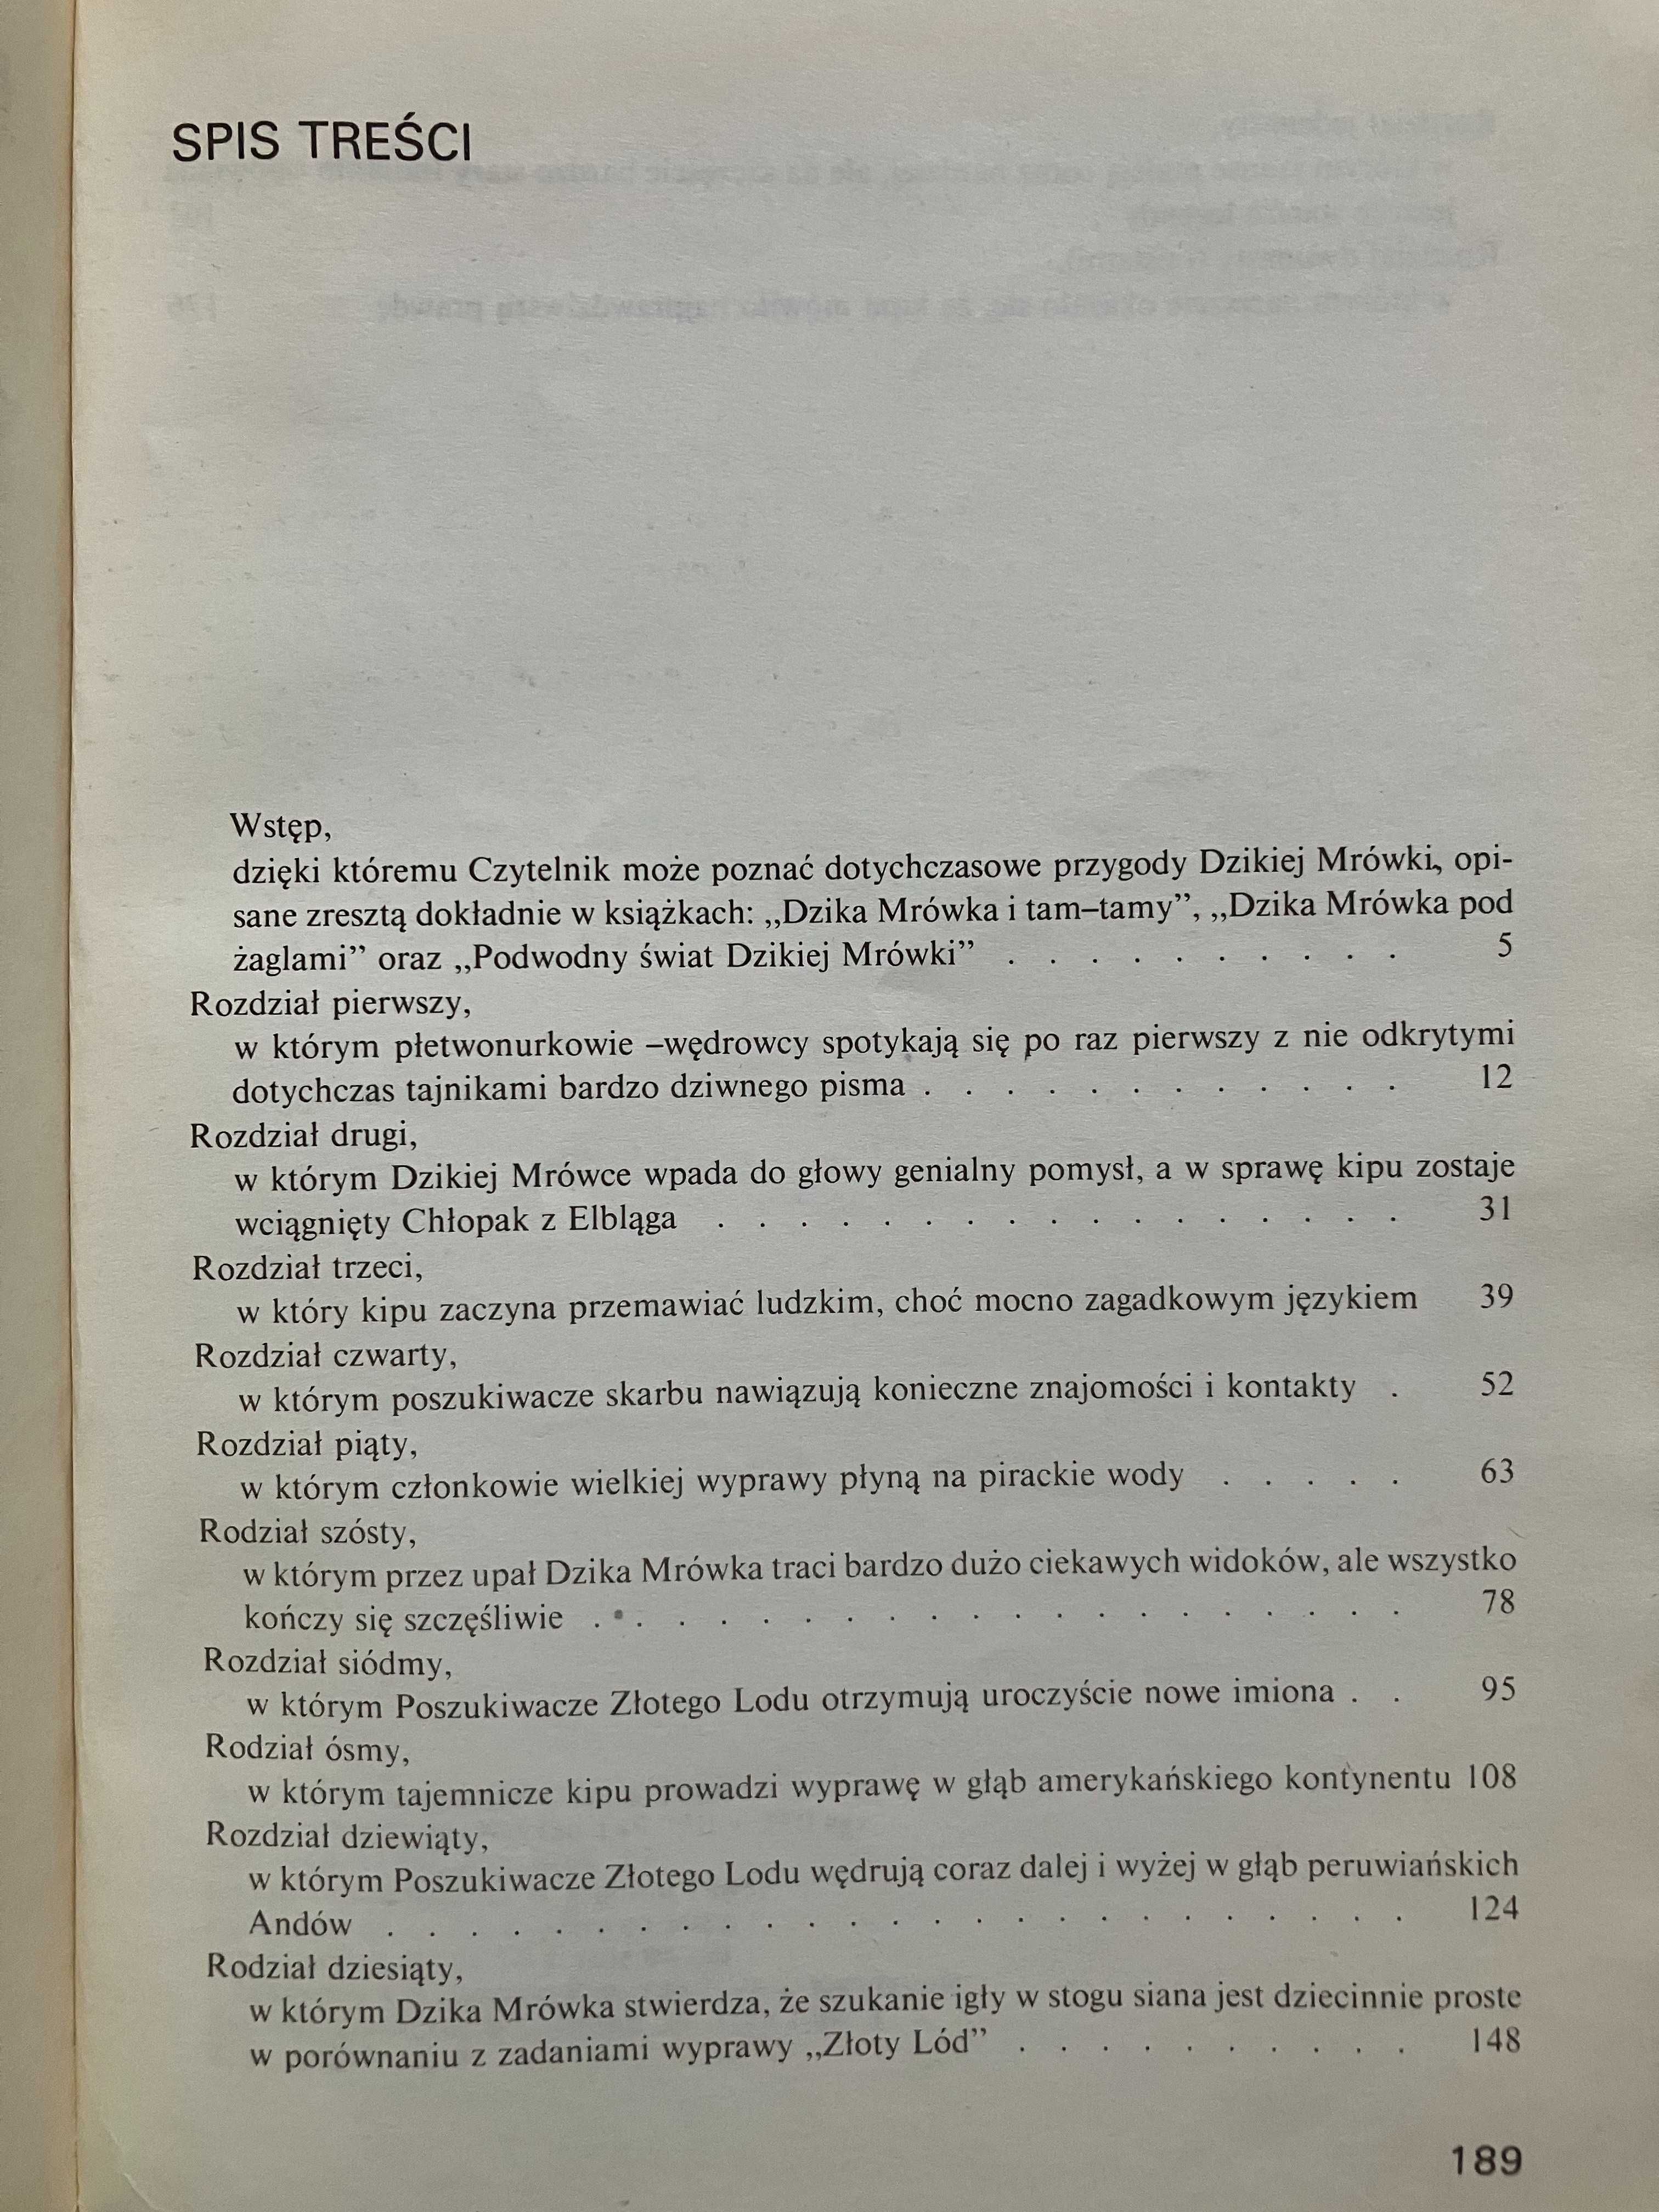 SPIS TREŚCI
Wstęp,
dzięki któremu Czytelnik może poznać dotychczasowe przygody Dzikiej Mrówki, opi-
sane zresztą dokładnie w książkach: „Dzika Mrówka i tam–tamy”, „Dzika Mrówka pod
żaglami” oraz „Podwodny świat Dzikiej Mrówki” . . . . . . . . . . 5
Rozdział pierwszy,
w którym płetwonurkowie –wędrowcy spotykają się po raz pierwszy z nie odkrytymi
dotychczas tajnikami bardzo dziwnego pisma . . . . . . . . . . . . 12
Rozdział drugi,
w którym Dzikiej Mrówce wpada do głowy genialny pomysł, a w sprawę kipu zostaje
wciągnięty Chłopak z Elbląga . . . . . . . . . . . . . . . . . 31
Rozdział trzeci,
w który kipu zaczyna przemawiać ludzkim, choć mocno zagadkowym językiem 39
Rozdział czwarty,
w którym poszukiwacze skarbu nawiązują konieczne znajomości i kontakty . 52
Rozdział piąty,
w którym członkowie wielkiej wyprawy płyną na pirackie wody . . . . . 63
Rodział szósty,
w którym przez upał Dzika Mrówka traci bardzo dużo ciekawych widoków, ale wszystko
kończy się szczęśliwie . . . . . . . . . . . . . . . . . . . . 78
Rozdział siódmy,
w którym Poszukiwacze Złotego Lodu otrzymują uroczyście nowe imiona . . 95
Rodział ósmy,
w którym tajemnicze kipu prowadzi wyprawę w głąb amerykańskiego kontynentu 108
Rozdział dziewiąty,
w którym Poszukiwacze Złotego Lodu wędrują coraz dalej i wyżej w głąb peruwiańskich
Andów . . . . . . . . . . . . . . . . . . . . . . . . . 124
Rodział dziesiąty,
w którym Dzika Mrówka stwierdza, że szukanie igły w stogu siana jest dziecinnie proste
w porównaniu z zadaniami wyprawy „Złoty Lód” . . . . . . . . . . 148
189